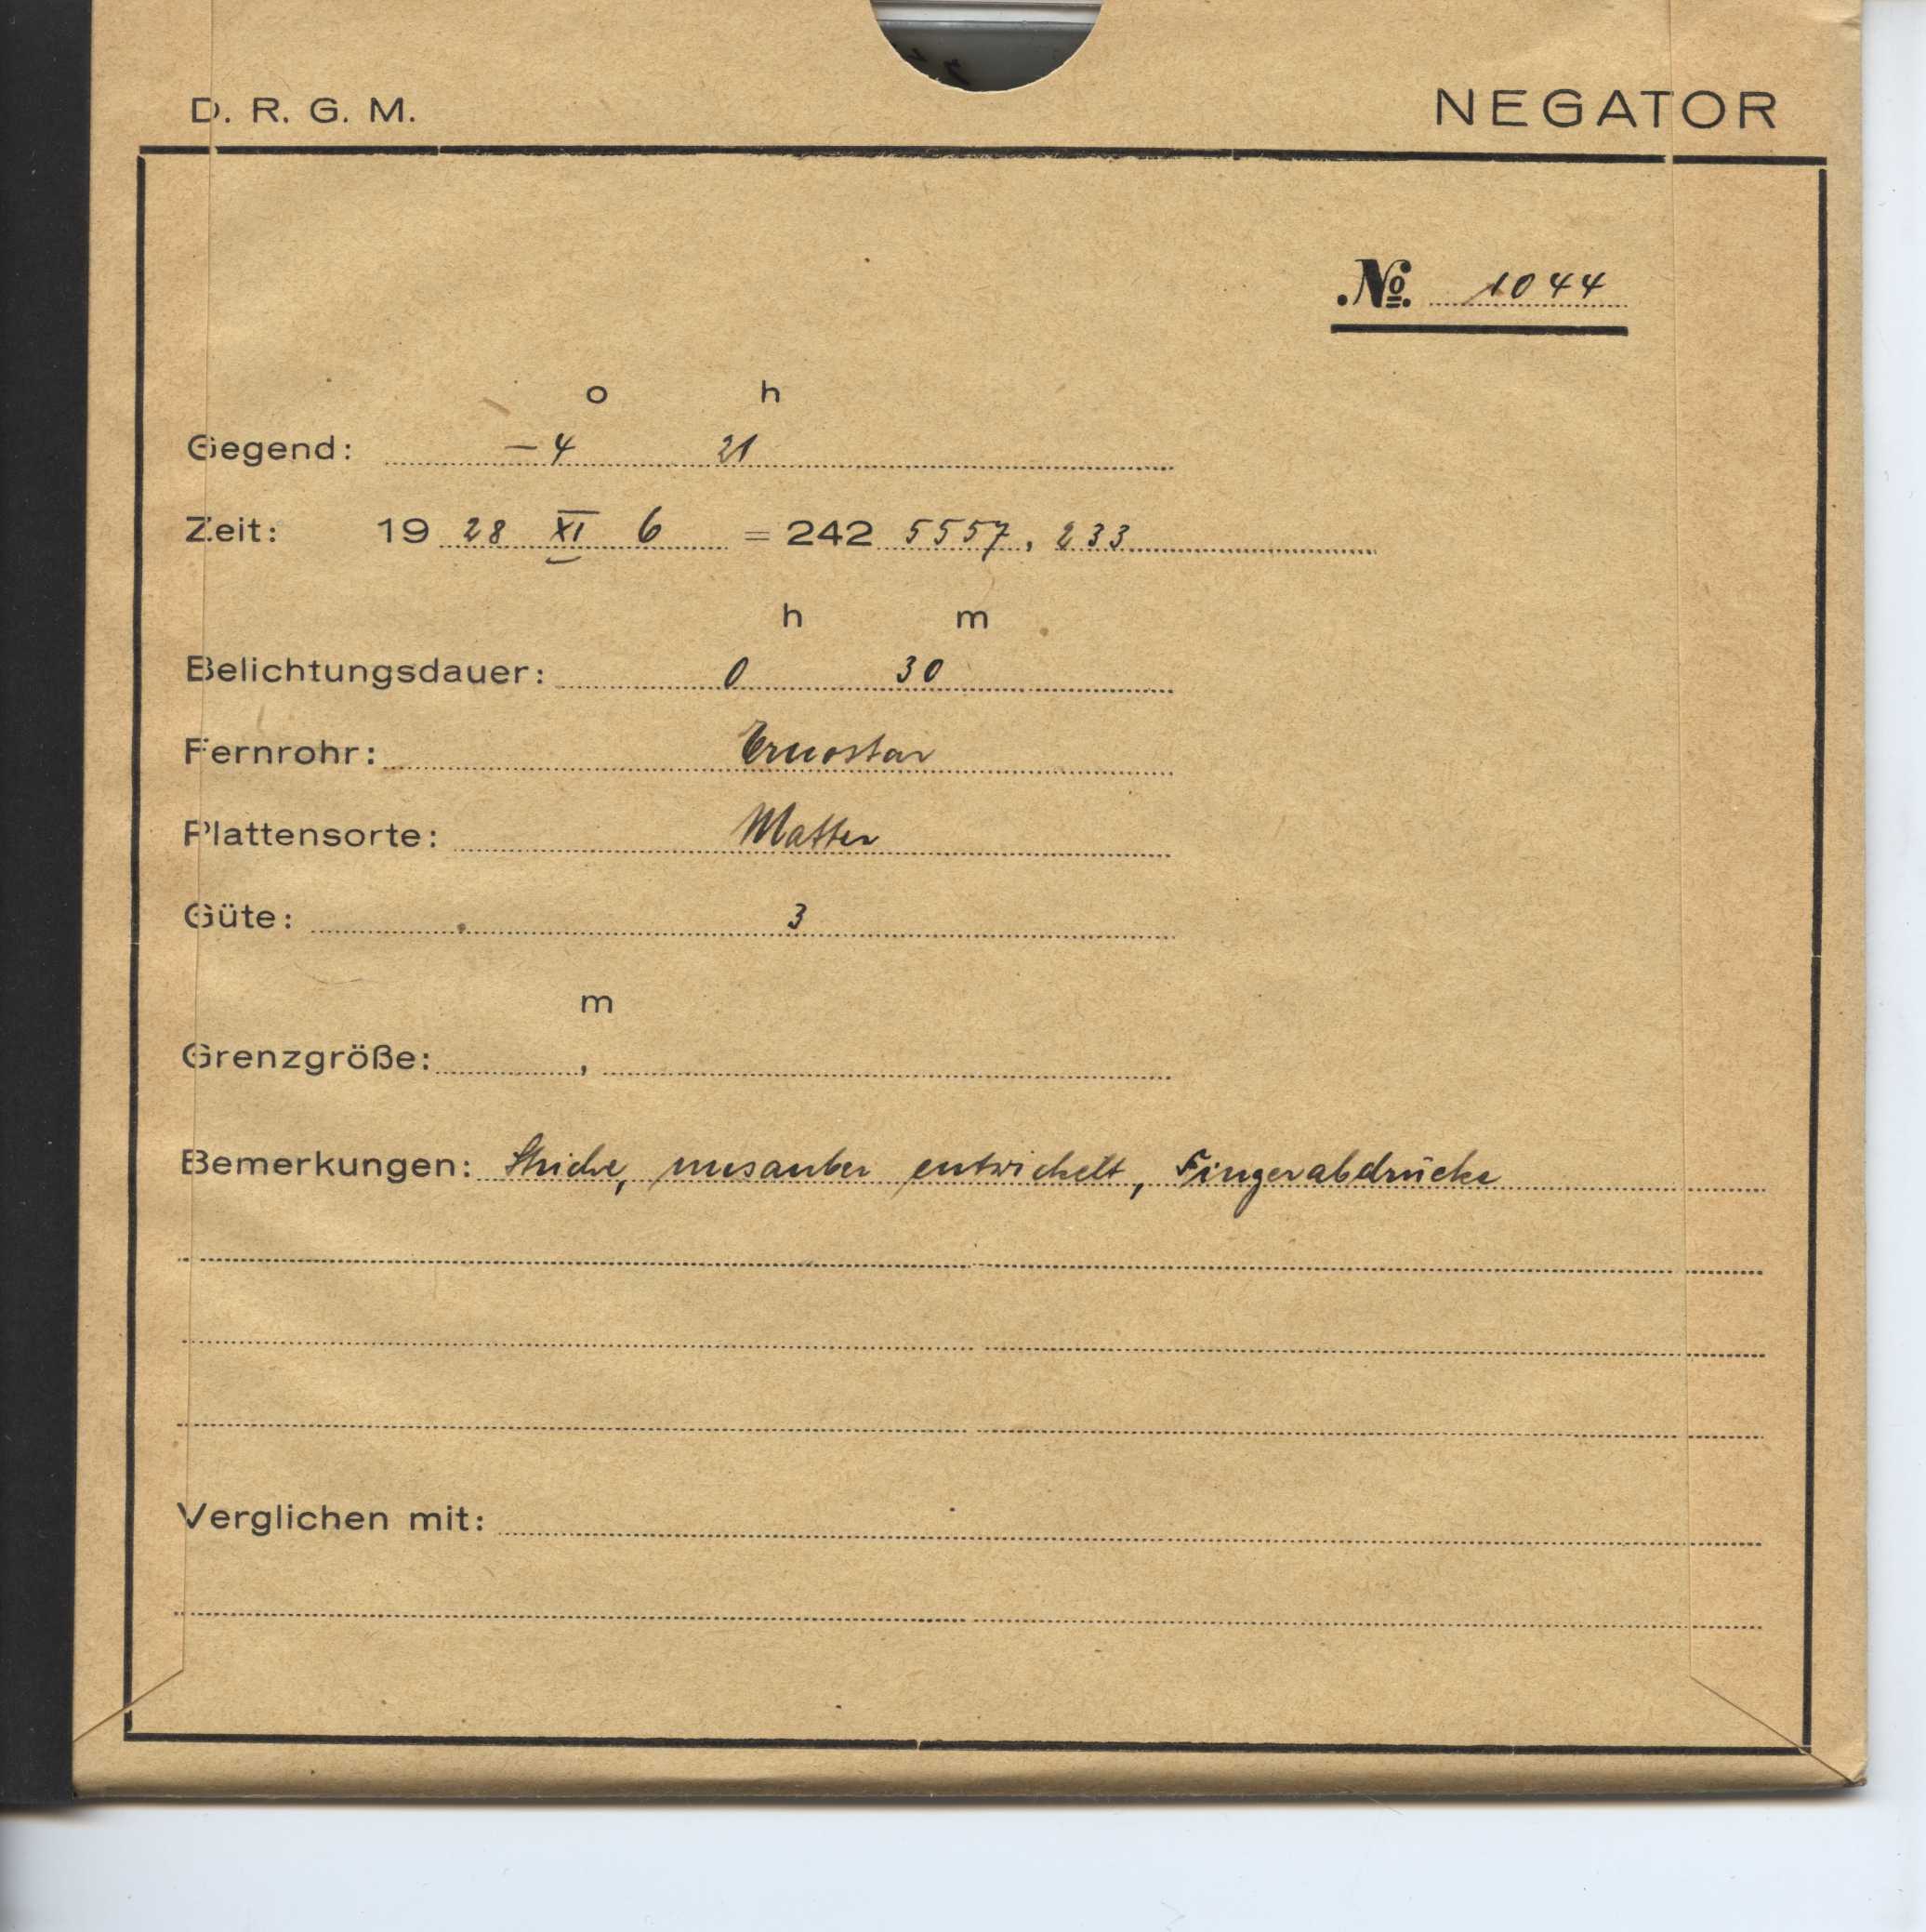 D. R. G. M. NEGATOR
No. 1044
o h
Gegend: −4 21
Zeit: 19 28 XI 6 = 242 5557, 233
h m
Belichtungsdauer: 0 30
Fernrohr: Ernostar
Plattensorte: Matter
Güte: 3
m
Grenzgröße: ,
Bemerkungen: Striche, unsauber entwickelt, Fingerabdrücke
Verglichen mit: